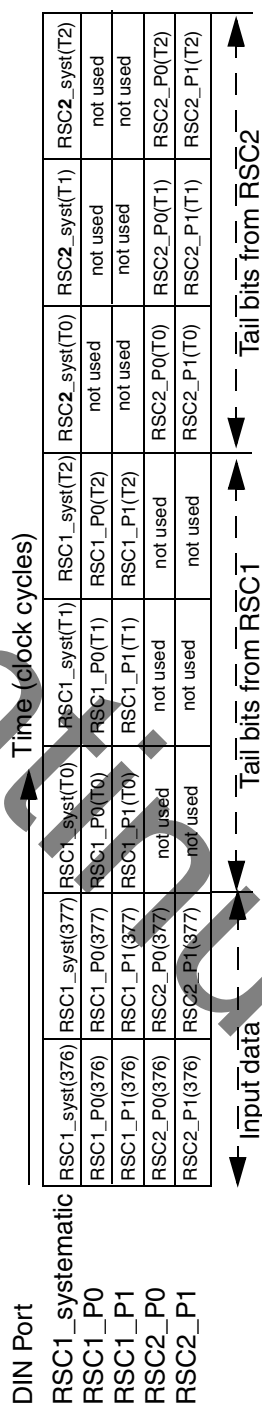 DIN Port
Time (clock cycles)
RSC1_systematic RSC1_syst(376) RSC1_syst(377) RSC1_syst(T0) RSC1_syst(T1) RSC1_syst(T2) RSC2_syst(T0) RSC2_syst(T1) RSC2_syst(T2)
RSC1_P0 RSC1_P0(376) RSC1_P0(377) RSC1_P0(T0) RSC1_P0(T1) RSC1_P0(T2) not used not used not used
RSC1_P1 RSC1_P1(376) RSC1_P1(377) RSC1_P1(T0) RSC1_P1(T1) RSC1_P1(T2) not used not used not used
RSC2_P0 RSC2_P0(376) RSC2_P0(377) not used not used not used RSC2_P0(T0) RSC2_P0(T1) RSC2_P0(T2)
RSC2_P1 RSC2_P1(376) RSC2_P1(377) not used not used not used RSC2_P1(T0) RSC2_P1(T1) RSC2_P1(T2)
Input data Tail bits from RSC1 Tail bits from RSC2
tinu